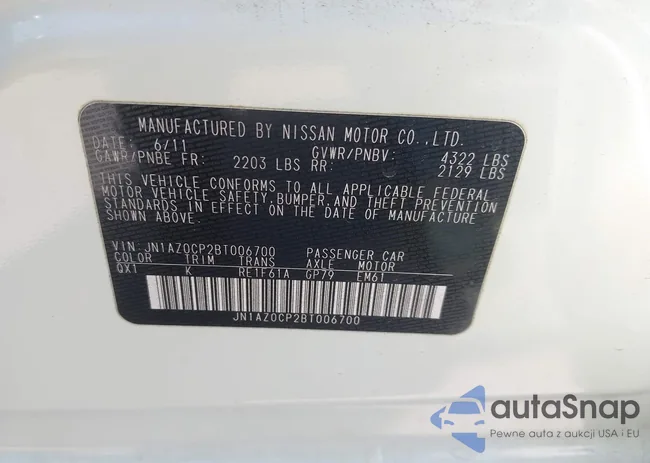 MANUFACTURED BY NISSAN MOTOR CO.,LTD.
DATE: 6/11 GVWR/PNBV: 4322 LBS
GAWR/PNBE FR: 2203 LBS RR: 2129 LBS
THIS VEHICLE CONFORMS TO ALL APPLICABLE FEDERAL
MOTOR VEHICLE SAFETY, BUMPER, AND THEFT PREVENTION
STANDARDS IN EFFECT ON THE DATE OF MANUFACTURE
SHOWN ABOVE.
VIN: JN1AZ0CP2BT006700 PASSENGER CAR
COLOR TRIM TRANS AXLE MOTOR
QX1 K RE1F61A GP79 EM61
JN1AZ0CP2BT006700
autaSnap
Pewne auta z aukcji USA i EU